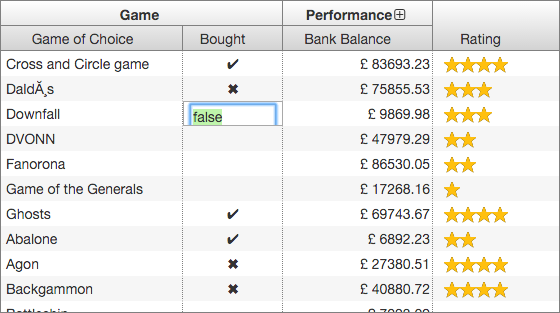 Game Performance
Game of Choice Bought Bank Balance Rating
Cross and Circle game ✔ £ 83693.23
DaldÃ¸s ✖ £ 75855.53
Downfall false £ 9869.98
DVONN £ 47979.29
Fanorona £ 86530.05
Game of the Generals £ 17268.16
Ghosts ✔ £ 69743.67
Abalone ✔ £ 6892.23
Agon ✖ £ 27380.51
Backgammon ✖ £ 40880.72